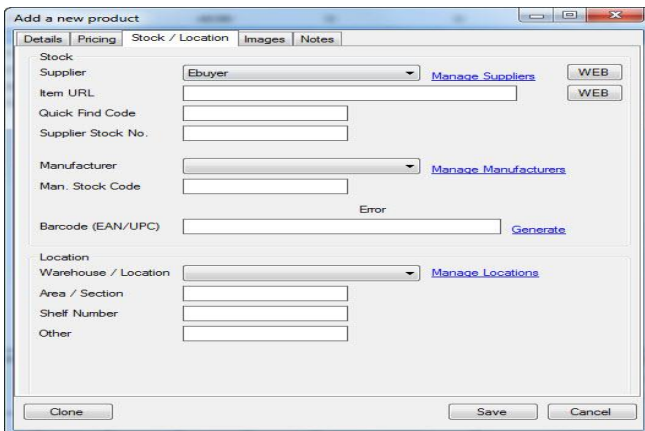 Add a new product
Details Pricing Stock / Location Images Notes
Stock
Supplier Ebuyer Manage Suppliers WEB
Item URL WEB
Quick Find Code
Supplier Stock No.
Manufacturer Manage Manufacturers
Man. Stock Code
Error
Barcode (EAN/UPC) Generate
Location
Warehouse / Location Manage Locations
Area / Section
Shelf Number
Other
Clone Save Cancel